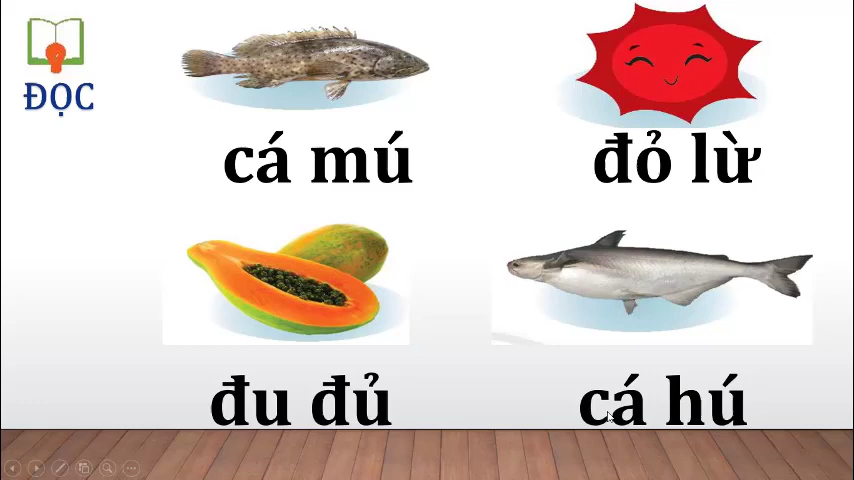 ĐỌC
cá mú
đỏ lừ
đu đủ
cá hú